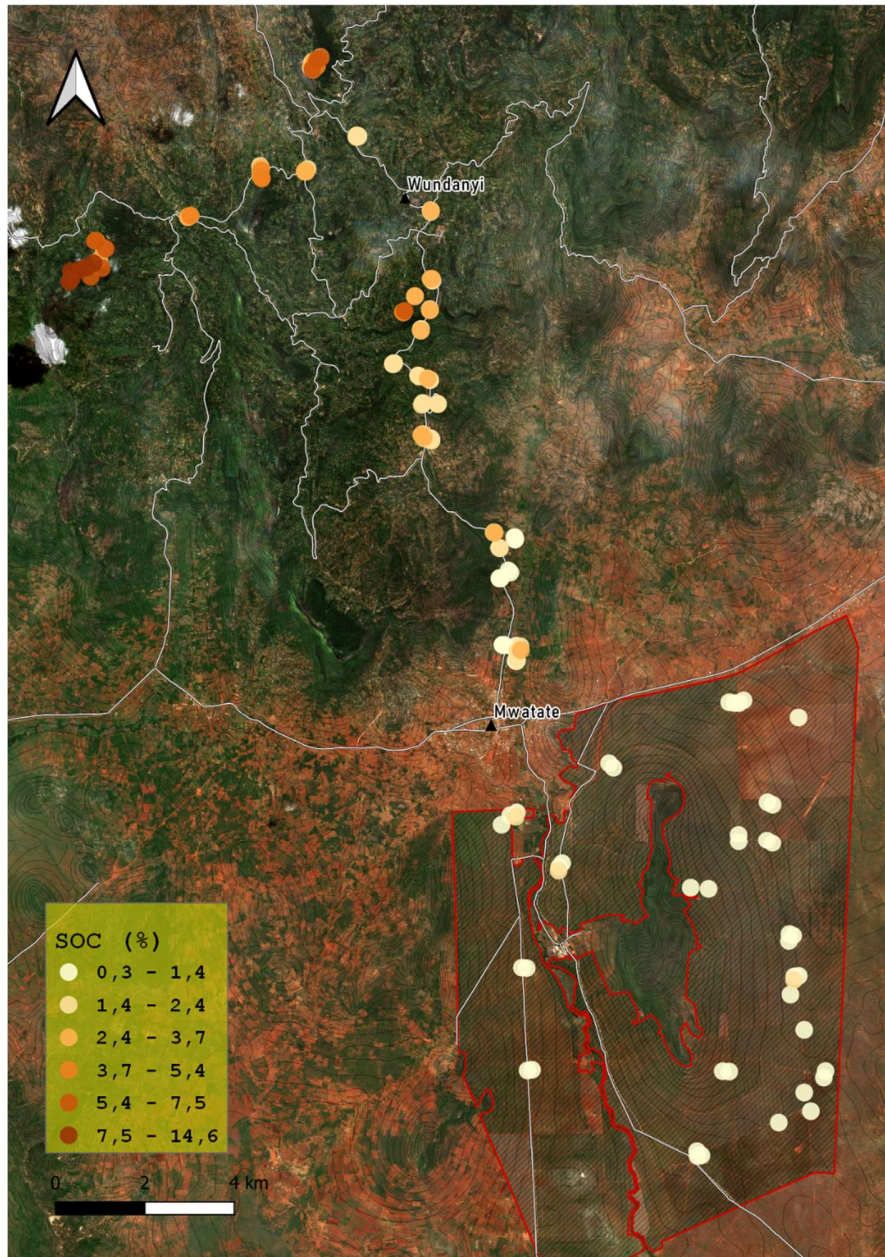 Wundanyi
Mwatate
SOC (%)
0,3 - 1,4
1,4 - 2,4
2,4 - 3,7
3,7 - 5,4
5,4 - 7,5
7,5 - 14,6
0 2 4 km